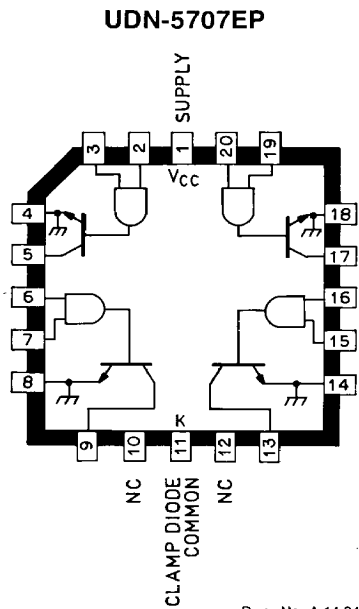 UDN-5707EP
SUPPLY
3 2 1 20 19
VCC
4 18
5 17
6 16
7 15
8 14
K
9 10 11 12 13
NC
CLAMP DIODE
COMMON
NC